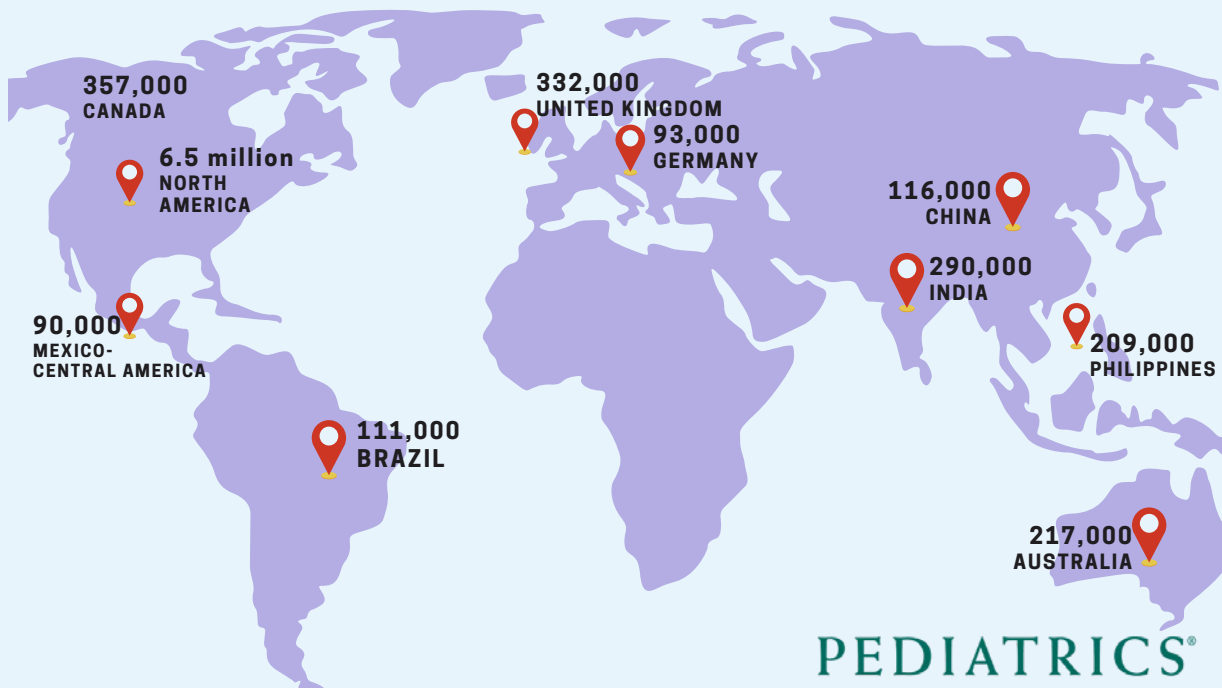 357,000
CANADA
6.5 million
NORTH
AMERICA
90,000
MEXICO-
CENTRAL AMERICA
111,000
BRAZIL
332,000
UNITED KINGDOM
93,000
GERMANY
116,000
CHINA
290,000
INDIA
209,000
PHILIPPINES
217,000
AUSTRALIA
PEDIATRICS®